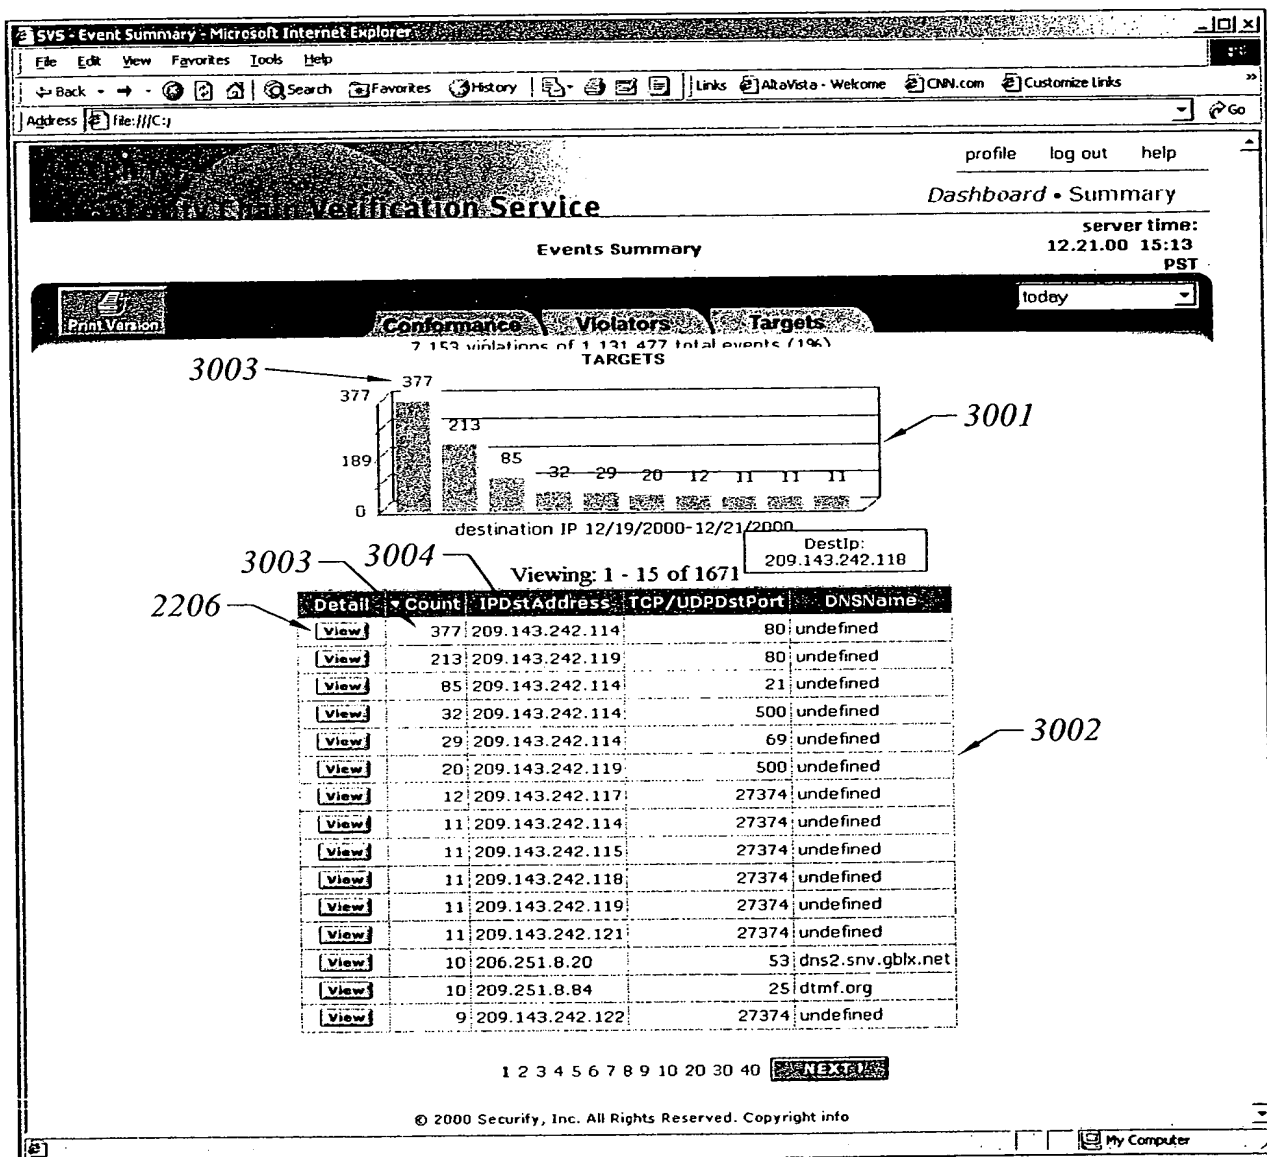 SVS - Event Summary - Microsoft Internet Explorer
File Edit View Favorites Tools Help
Back Search Favorites History Links AltaVista - Welcome CNN.com Customize Links »
Address file:///C:/ Go
profile log out help
Chain Verification Service
Dashboard • Summary
Events Summary
server time:
12.21.00 15:13
PST
Print Version
today
Conformance Violators Targets
7,153 violations of 1,131,477 total events (1%)
TARGETS
3003
377
377
3001
213
189
85
32 29 20 12 11 11 11
0
destination IP 12/19/2000-12/21/2000
DestIp:
209.143.242.118
3003 3004
Viewing: 1 - 15 of 1671
2206
Detail Count IPDstAddress TCP/UDPDstPort DNSName
View 377 209.143.242.114 80 undefined
View 213 209.143.242.119 80 undefined
View 85 209.143.242.114 21 undefined
View 32 209.143.242.114 500 undefined
View 29 209.143.242.114 69 undefined
3002
View 20 209.143.242.119 500 undefined
View 12 209.143.242.117 27374 undefined
View 11 209.143.242.114 27374 undefined
View 11 209.143.242.115 27374 undefined
View 11 209.143.242.118 27374 undefined
View 11 209.143.242.119 27374 undefined
View 11 209.143.242.121 27374 undefined
View 10 206.251.8.20 53 dns2.snv.gblx.net
View 10 209.251.8.84 25 dtmf.org
View 9 209.143.242.122 27374 undefined
1 2 3 4 5 6 7 8 9 10 20 30 40 NEXT
© 2000 Securify, Inc. All Rights Reserved. Copyright info
My Computer